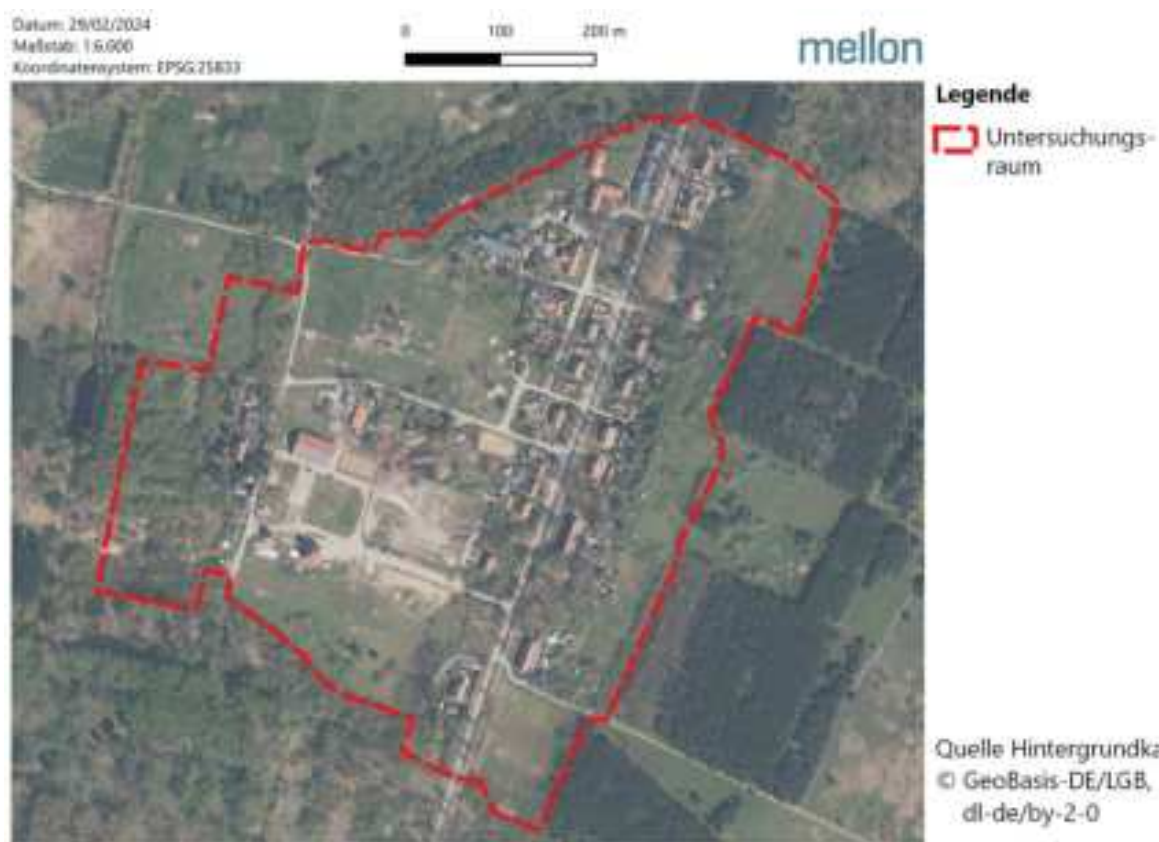 Datum: 29/02/2024
Maßstab: 1:6.000
Koordinatensystem: EPSG:25833
0 100 200 m
mellon
Legende
Untersuchungs-
raum
Quelle Hintergrundka
© GeoBasis-DE/LGB,
dl-de/by-2-0